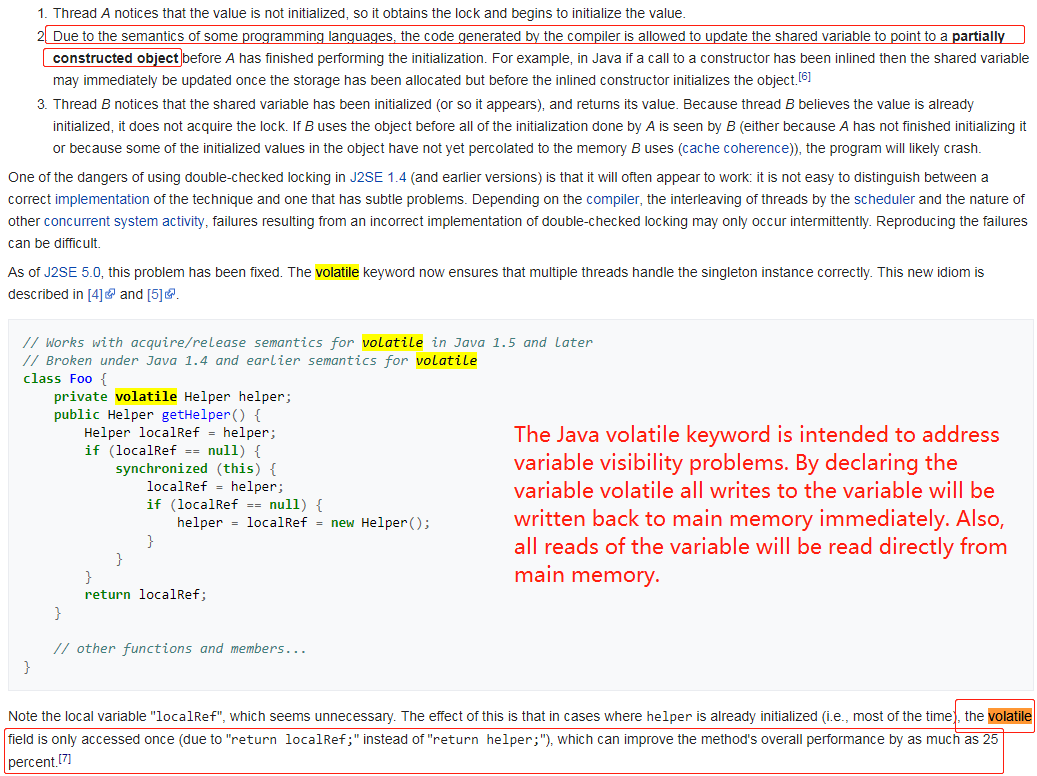 1. Thread A notices that the value is not initialized, so it obtains the lock and begins to initialize the value.
2. Due to the semantics of some programming languages, the code generated by the compiler is allowed to update the shared variable to point to a partially
constructed object before A has finished performing the initialization. For example, in Java if a call to a constructor has been inlined then the shared variable
may immediately be updated once the storage has been allocated but before the inlined constructor initializes the object.[6]
3. Thread B notices that the shared variable has been initialized (or so it appears), and returns its value. Because thread B believes the value is already
initialized, it does not acquire the lock. If B uses the object before all of the initialization done by A is seen by B (either because A has not finished initializing it
or because some of the initialized values in the object have not yet percolated to the memory B uses (cache coherence)), the program will likely crash.
One of the dangers of using double-checked locking in J2SE 1.4 (and earlier versions) is that it will often appear to work: it is not easy to distinguish between a
correct implementation of the technique and one that has subtle problems. Depending on the compiler, the interleaving of threads by the scheduler and the nature of
other concurrent system activity, failures resulting from an incorrect implementation of double-checked locking may only occur intermittently. Reproducing the failures
can be difficult.
As of J2SE 5.0, this problem has been fixed. The volatile keyword now ensures that multiple threads handle the singleton instance correctly. This new idiom is
described in [4] and [5].
// Works with acquire/release semantics for volatile in Java 1.5 and later
// Broken under Java 1.4 and earlier semantics for volatile
class Foo {
    private volatile Helper helper;
    public Helper getHelper() {
        Helper localRef = helper;
        if (localRef == null) {
            synchronized (this) {
                localRef = helper;
                if (localRef == null) {
                    helper = localRef = new Helper();
                }
            }
        }
        return localRef;
    }
    // other functions and members...
}
The Java volatile keyword is intended to address
variable visibility problems. By declaring the
variable volatile all writes to the variable will be
written back to main memory immediately. Also,
all reads of the variable will be read directly from
main memory.
Note the local variable "localRef", which seems unnecessary. The effect of this is that in cases where helper is already initialized (i.e., most of the time), the volatile
field is only accessed once (due to "return localRef;" instead of "return helper;"), which can improve the method's overall performance by as much as 25
percent.[7]